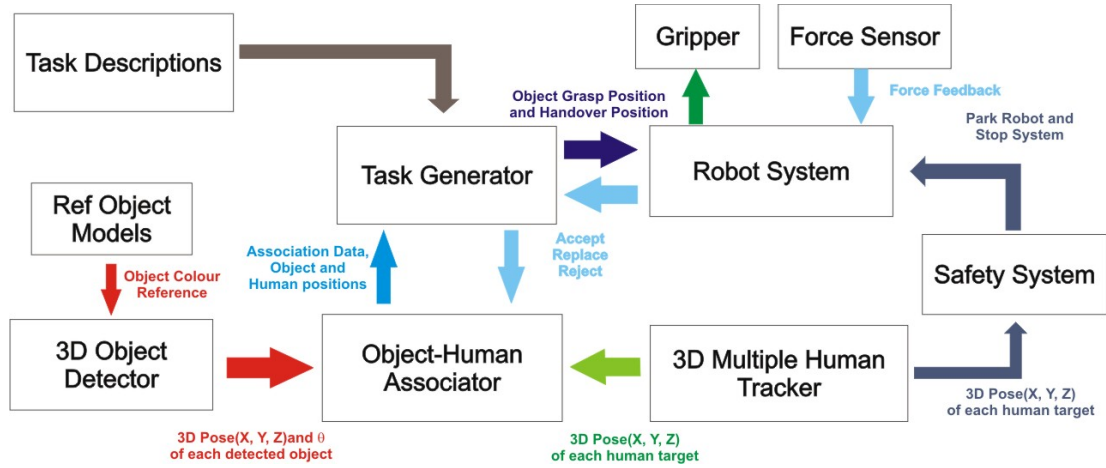 Task Descriptions
Gripper
Force Sensor
Object Grasp Position
and Handover Position
Force Feedback
Park Robot and
Stop System
Task Generator
Robot System
Ref Object
Models
Object Colour
Reference
Association Data,
Object and
Human positions
Accept
Replace
Reject
Safety System
3D Object
Detector
Object-Human
Associator
3D Multiple Human
Tracker
3D Pose(X, Y, Z)and θ
of each detected object
3D Pose(X, Y, Z)
of each human target
3D Pose(X, Y, Z)
of each human target